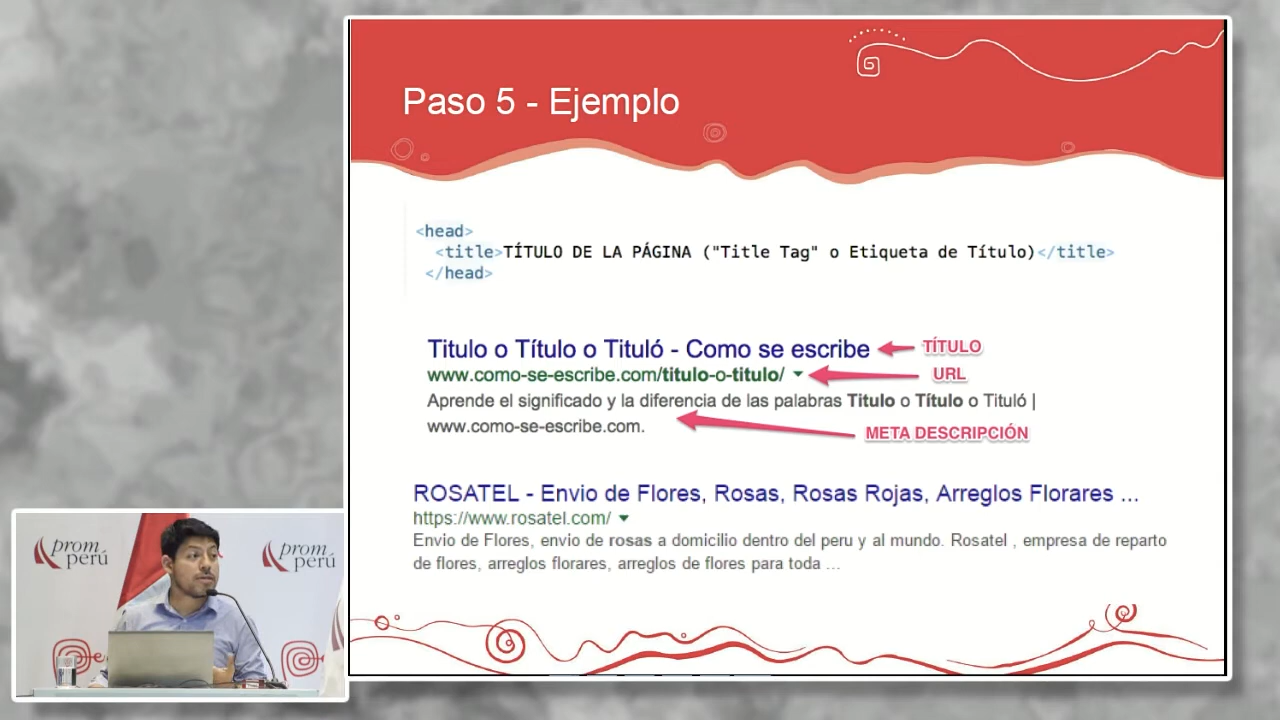 Paso 5 - Ejemplo
<head>
<title>TÍTULO DE LA PÁGINA ("Title Tag" o Etiqueta de Título)</title>
</head>
Titulo o Título o Tituló - Como se escribe
TÍTULO
www.como-se-escribe.com/titulo-o-titulo/
URL
Aprende el significado y la diferencia de las palabras Titulo o Título o Tituló |
www.como-se-escribe.com.
META DESCRIPCIÓN
ROSATEL - Envio de Flores, Rosas, Rosas Rojas, Arreglos Florares ...
https://www.rosatel.com/
Envio de Flores, envio de rosas a domicilio dentro del peru y al mundo. Rosatel , empresa de reparto
de flores, arreglos florares, arreglos de flores para toda ...
prom
perú
prom
perú